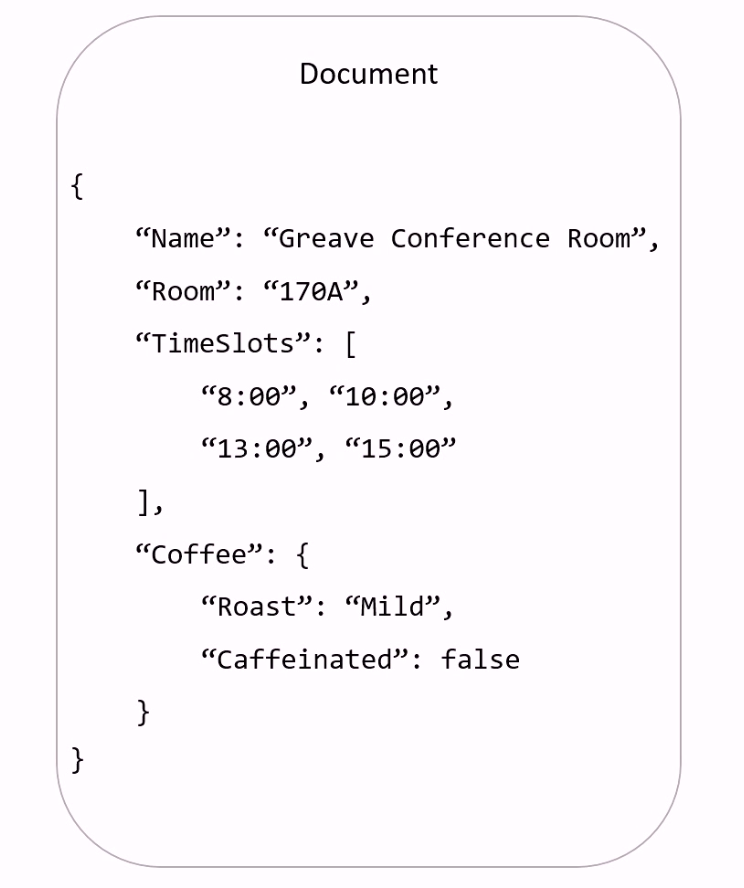 Document
{
“Name”: “Greave Conference Room”,
“Room”: “170A”,
“TimeSlots”: [
“8:00”, “10:00”,
“13:00”, “15:00”
],
“Coffee”: {
“Roast”: “Mild”,
“Caffeinated”: false
}
}